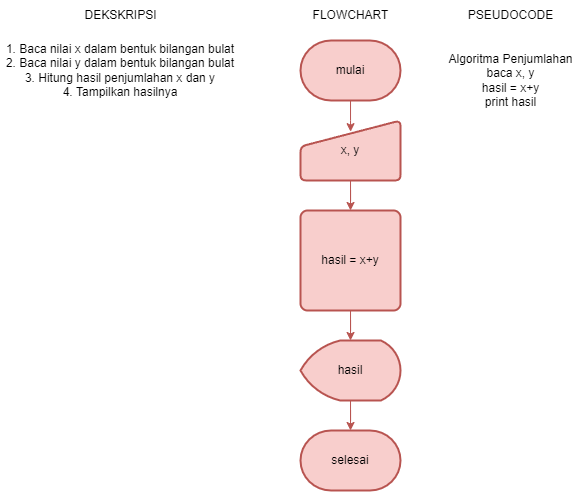 DEKSKRIPSI
1. Baca nilai x dalam bentuk bilangan bulat
2. Baca nilai y dalam bentuk bilangan bulat
3. Hitung hasil penjumlahan x dan y
4. Tampilkan hasilnya
FLOWCHART
mulai
x, y
hasil = x+y
hasil
selesai
PSEUDOCODE
Algoritma Penjumlahan
baca x, y
hasil = x+y
print hasil